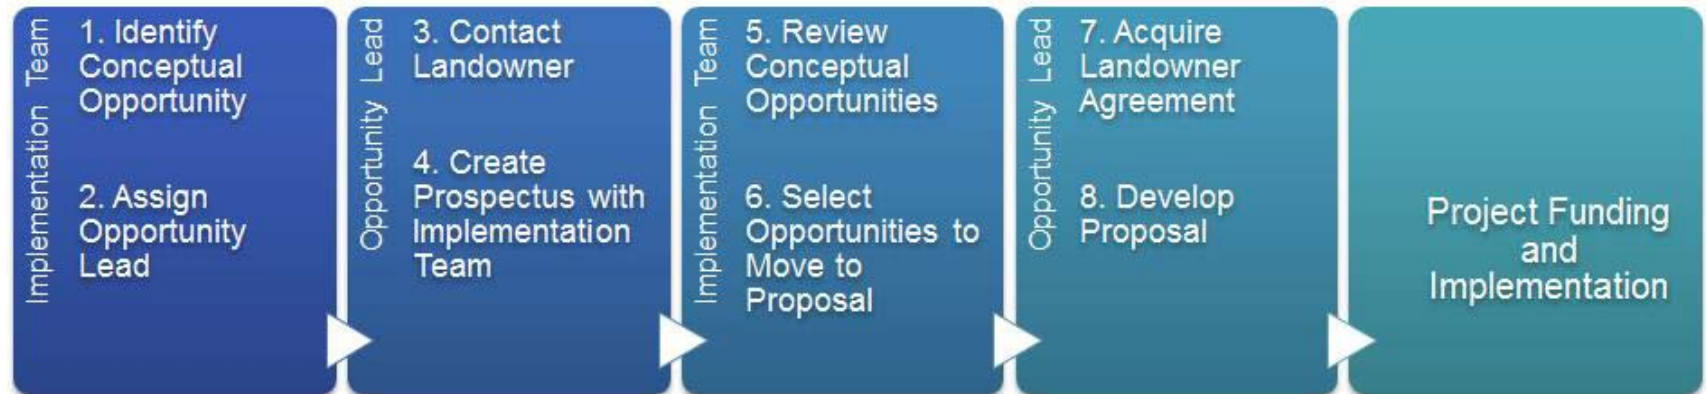 Implementation Team
1. Identify
Conceptual
Opportunity
2. Assign
Opportunity
Lead
Opportunity Lead
3. Contact
Landowner
4. Create
Prospectus with
Implementation
Team
Implementation Team
5. Review
Conceptual
Opportunities
6. Select
Opportunities to
Move to
Proposal
Opportunity Lead
7. Acquire
Landowner
Agreement
8. Develop
Proposal
Project Funding
and
Implementation